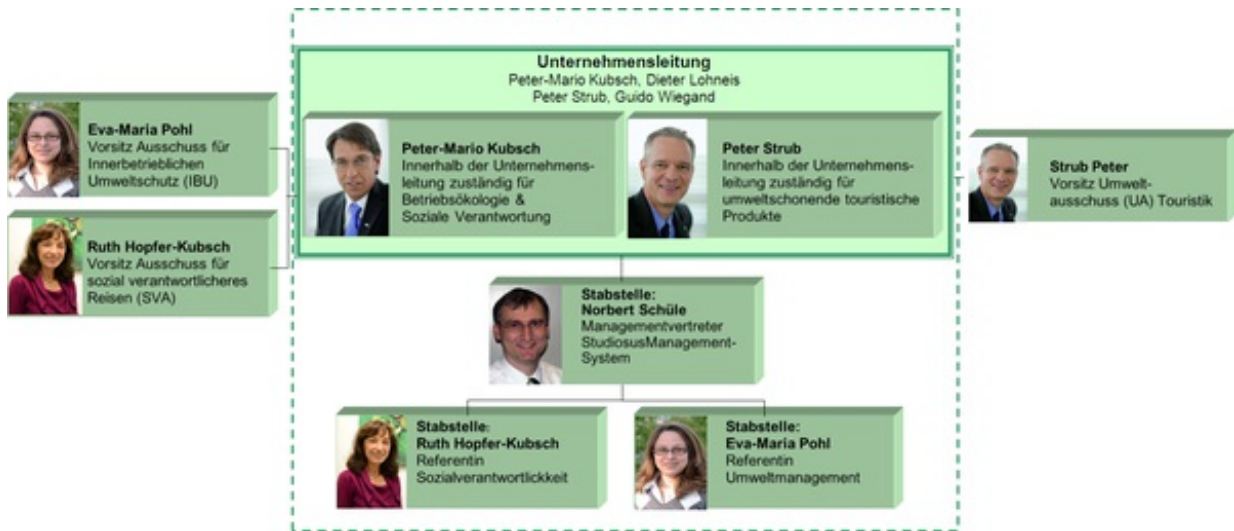 Unternehmensleitung
Peter-Mario Kubsch, Dieter Lohneis
Peter Strub, Guido Wiegand
Eva-Maria Pohl
Vorsitz Ausschuss für
Innerbetrieblichen
Umweltschutz (IBU)
Ruth Hopfer-Kubsch
Vorsitz Ausschuss für
sozial verantwortlicheres
Reisen (SVA)
Peter-Mario Kubsch
Innerhalb der Unternehmens-
leitung zuständig für
Betriebsökologie &
Soziale Verantwortung
Peter Strub
Innerhalb der Unternehmens-
leitung zuständig für
umweltschonende touristische
Produkte
Strub Peter
Vorsitz Umwelt-
ausschuss (UA) Touristik
Stabstelle:
Norbert Schüle
Managementvertreter
StudiosusManagement-
System
Stabstelle:
Ruth Hopfer-Kubsch
Referentin
Sozialverantwortlickkeit
Stabstelle:
Eva-Maria Pohl
Referentin
Umweltmanagement